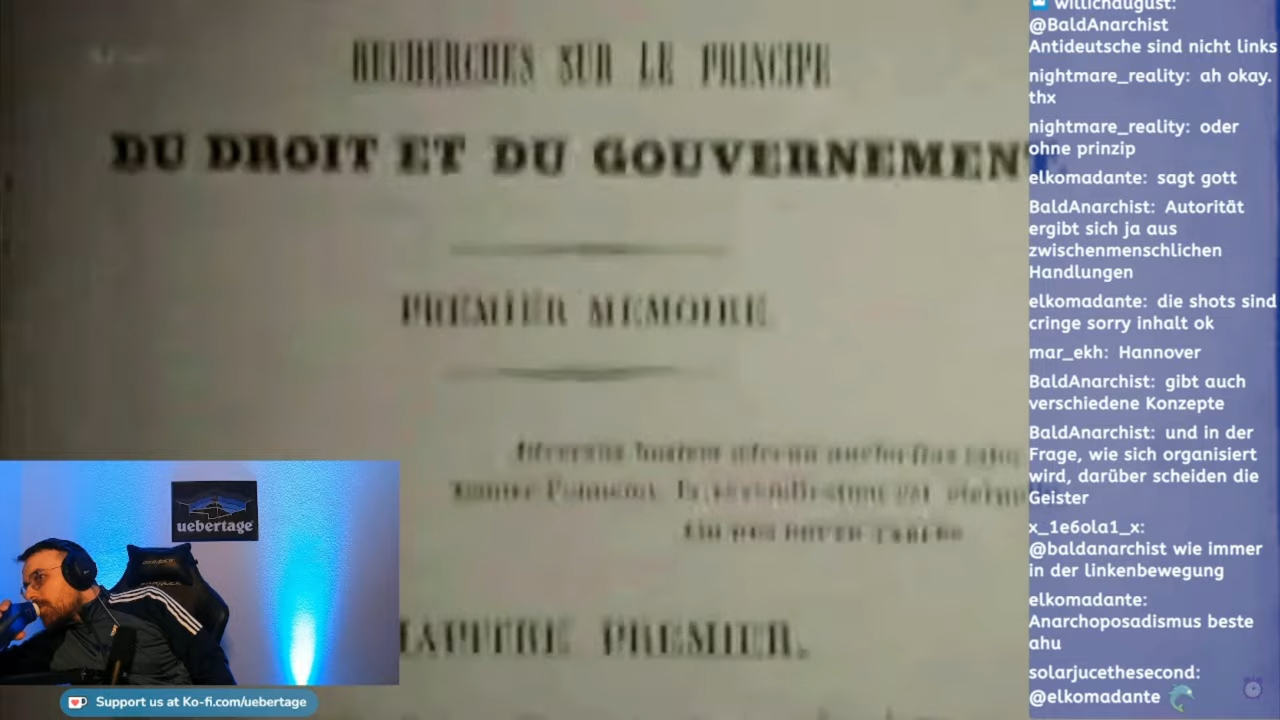 RECHERCHES SUR LE PRINCIPE
DU DROIT ET DU GOUVERNEMENT
PREMIER MÉMOIRE
PREMIER.
uebertage
Support us at Ko-fi.com/uebertage
willichaugust:
@BaldAnarchist
Antideutsche sind nicht links
nightmare_reality: ah okay.
thx
nightmare_reality: oder
ohne prinzip
elkomadante: sagt gott
BaldAnarchist: Autorität
ergibt sich ja aus
zwischenmenschlichen
Handlungen
elkomadante: die shots sind
cringe sorry inhalt ok
mar_ekh: Hannover
BaldAnarchist: gibt auch
verschiedene Konzepte
BaldAnarchist: und in der
Frage, wie sich organisiert
wird, darüber scheiden die
Geister
x_1e6ola1_x:
@baldanarchist wie immer
in der linkenbewegung
elkomadante:
Anarchoposadismus beste
ahu
solarjucethesecond:
@elkomadante